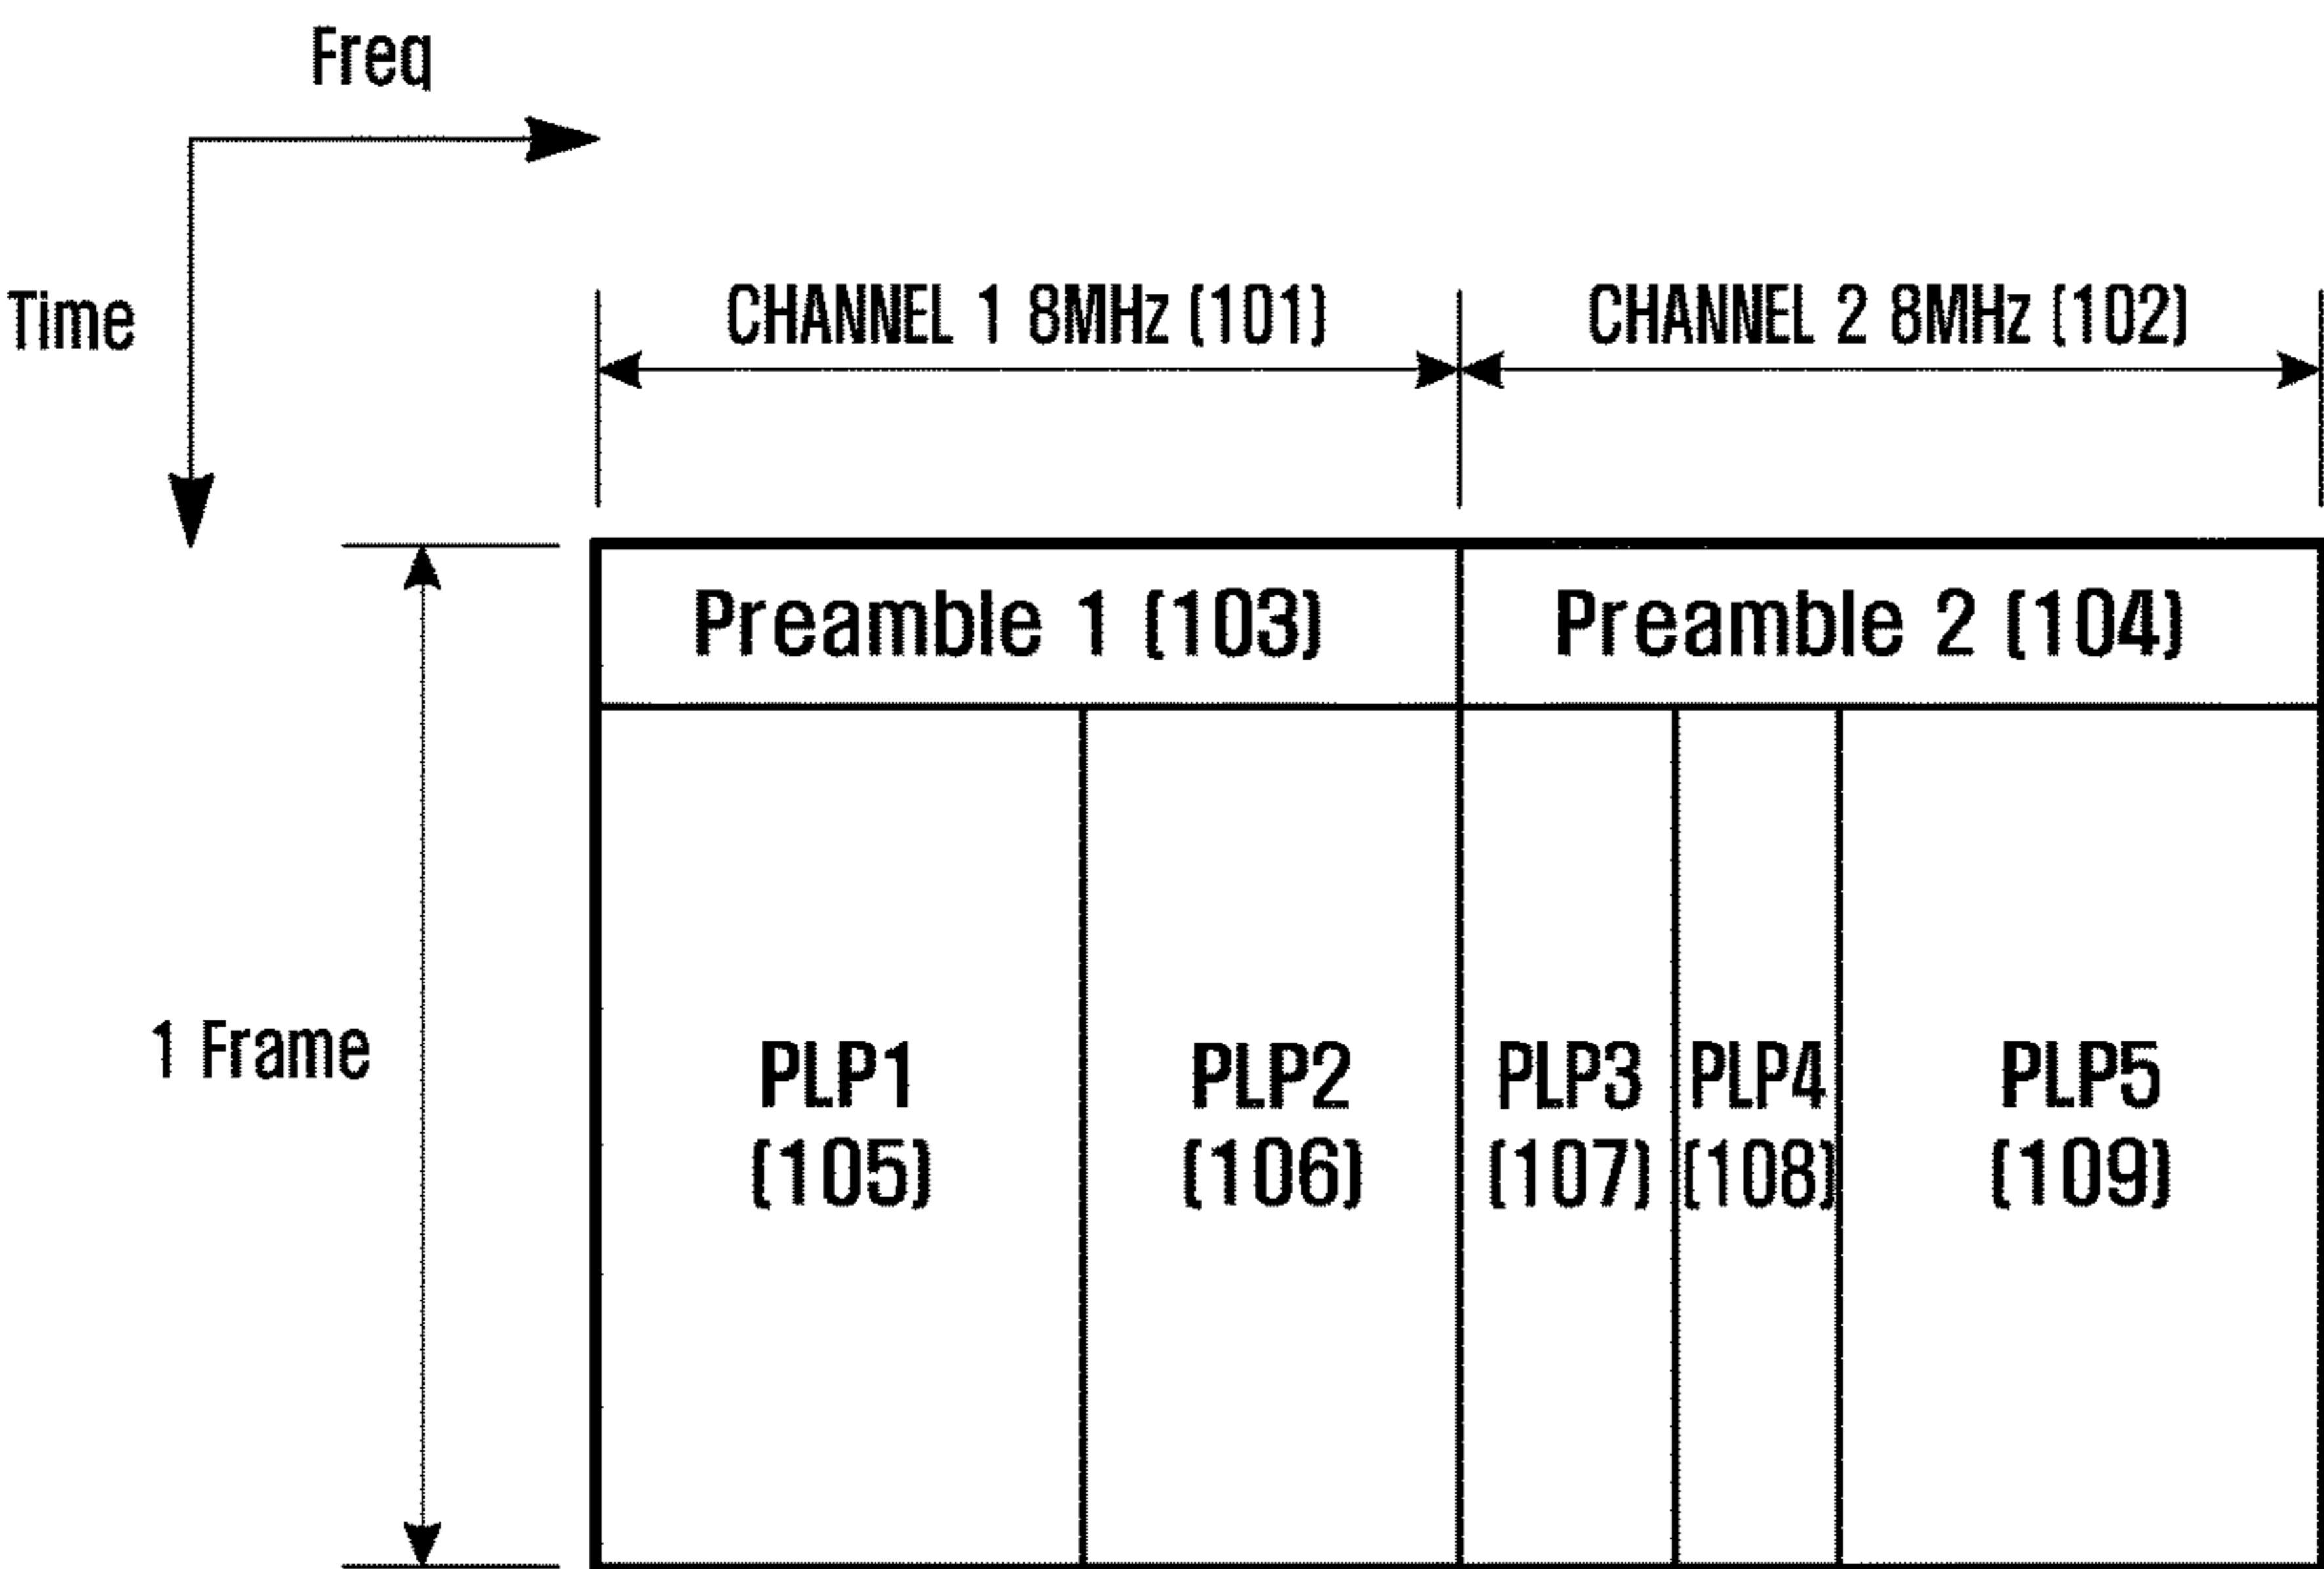 Freq
Time
CHANNEL 1 8MHz (101)
CHANNEL 2 8MHz (102)
Preamble 1 (103)
Preamble 2 (104)
1 Frame
PLP1
(105)
PLP2
(106)
PLP3
(107)
PLP4
(108)
PLP5
(109)